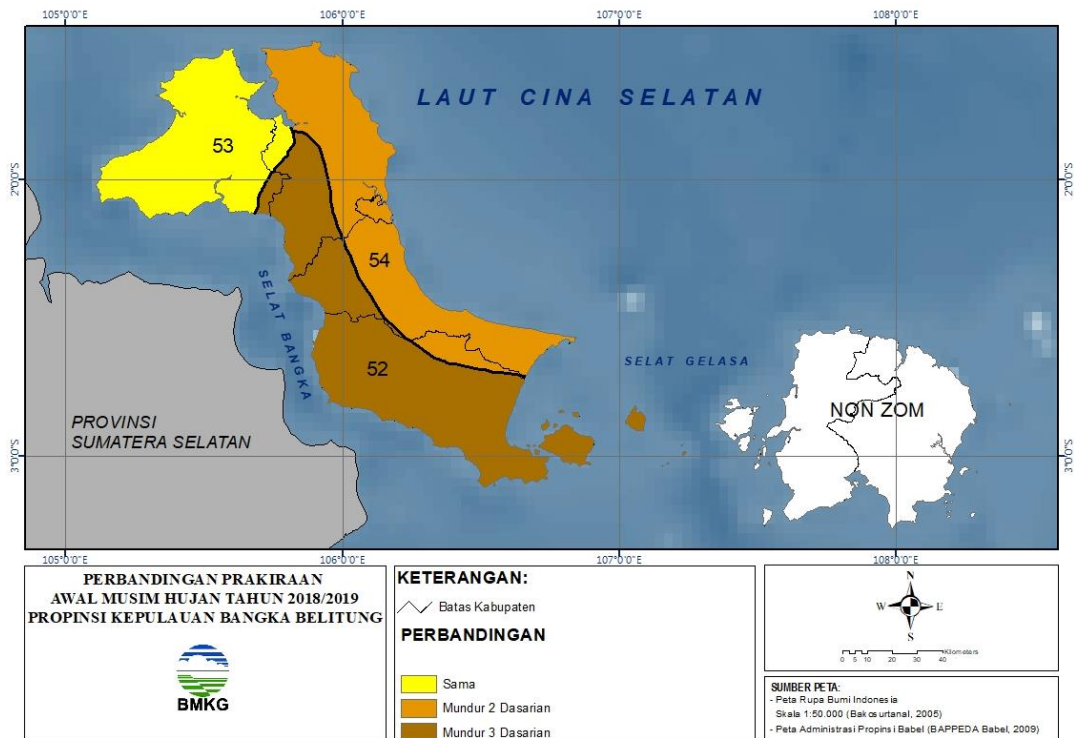 105°0'0"E
106°0'0"E
107°0'0"E
108°0'0"E
2°0'0"S
2°0'0"S
3°0'0"S
3°0'0"S
LAUT CINA SELATAN
53
54
52
SELAT BANGKA
SELAT GELASA
NON ZOM
PROVINSI
SUMATERA SELATAN
105°0'0"E
106°0'0"E
107°0'0"E
108°0'0"E
PERBANDINGAN PRAKIRAAN
AWAL MUSIM HUJAN TAHUN 2018/2019
PROPINSI KEPULAUAN BANGKA BELITUNG
BMKG
KETERANGAN:
Batas Kabupaten
PERBANDINGAN
Sama
Mundur 2 Dasarian
Mundur 3 Dasarian
N
W E
S
0 5 10 20 30 40 Kilometers
SUMBER PETA:
- Peta Rupa Bumi Indonesia
Skala 1:50.000 (Bakosurtanal, 2005)
- Peta Administrasi Propinsi Babel (BAPPEDA Babel, 2009)